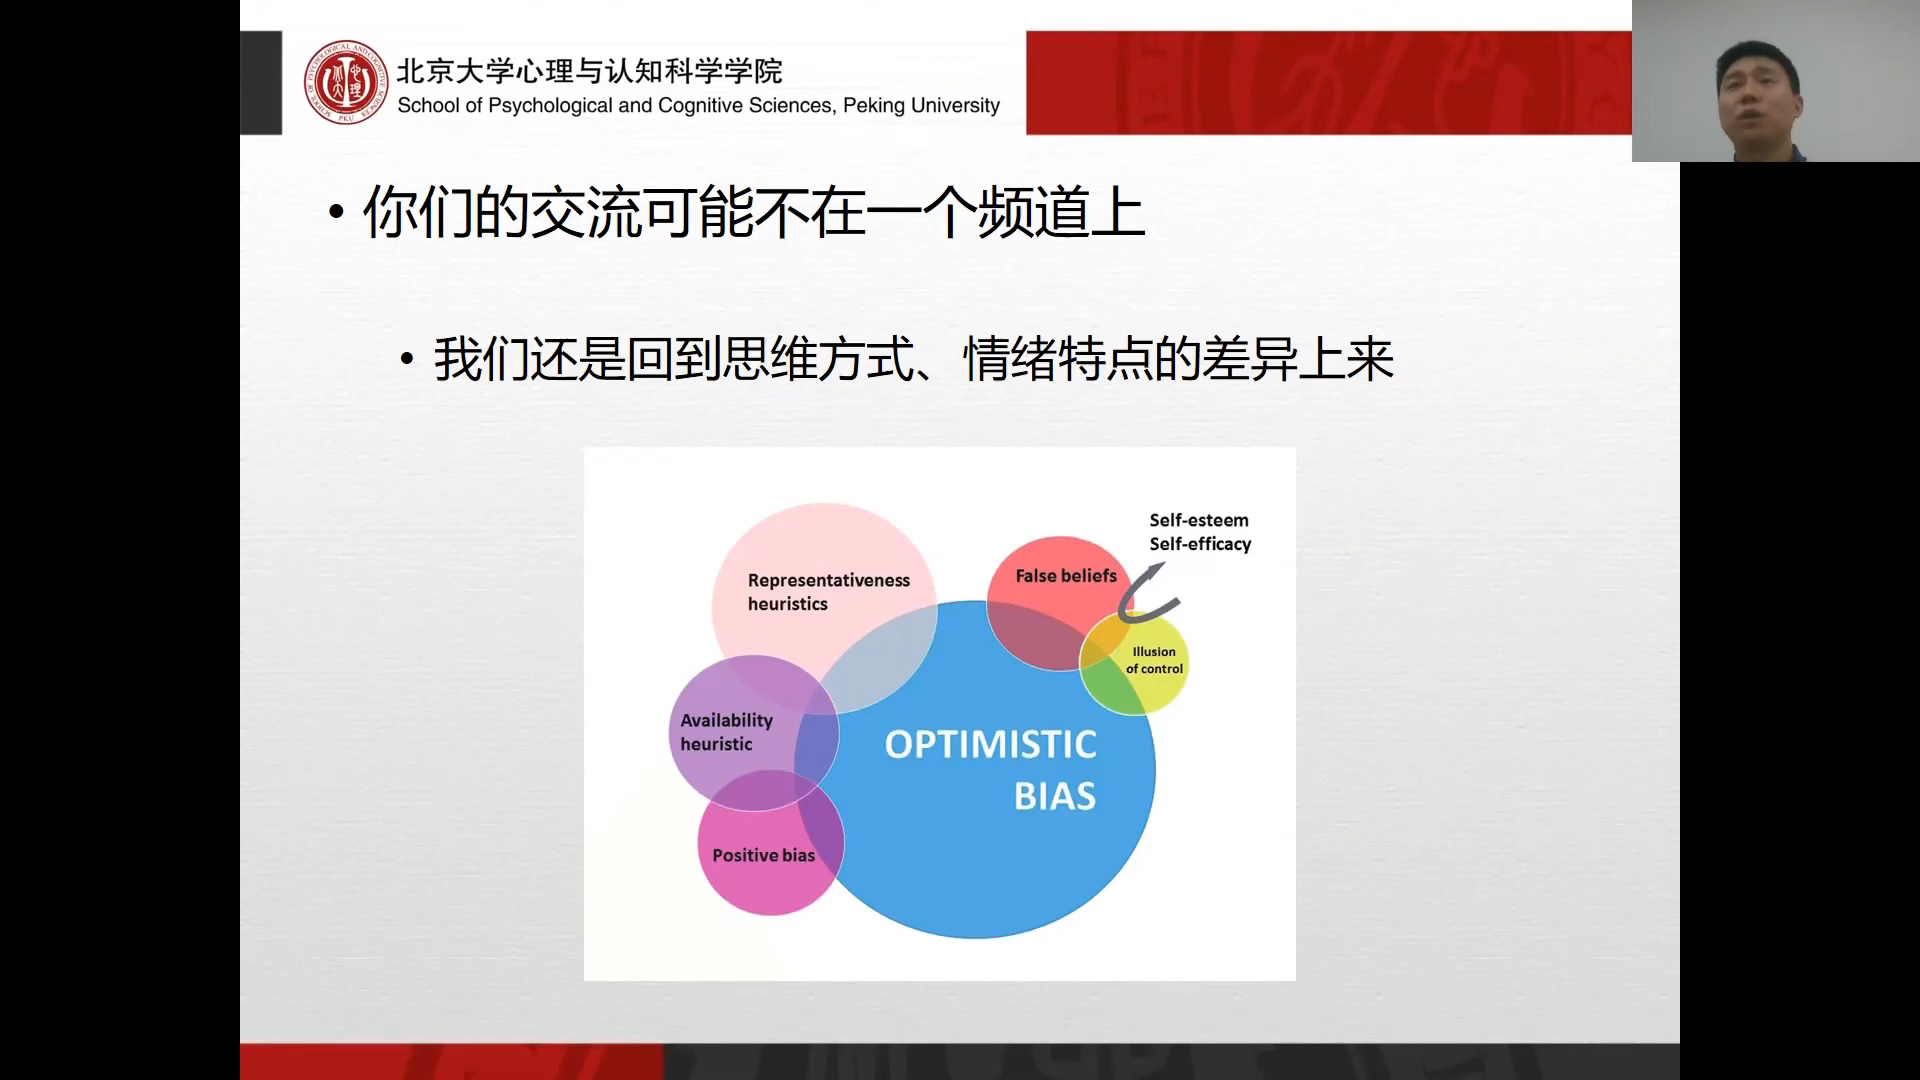 北京大学心理与认知科学学院
School of Psychological and Cognitive Sciences, Peking University
• 你们的交流可能不在一个频道上
• 我们还是回到思维方式、情绪特点的差异上来
Self-esteem
Self-efficacy
Representativeness
heuristics
False beliefs
Illusion
of control
Availability
heuristic
OPTIMISTIC
BIAS
Positive bias